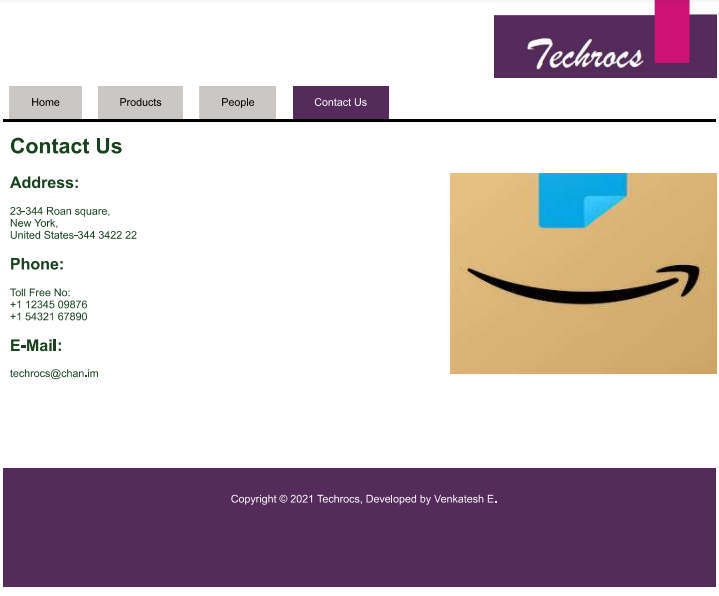 Techrocs
Home
Products
People
Contact Us
Contact Us
Address:
23-344 Roan square,
New York,
United States-344 3422 22
Phone:
Toll Free No:
+1 12345 09876
+1 54321 67890
E-Mail:
techrocs@chan.im
Copyright © 2021 Techrocs, Developed by Venkatesh E.